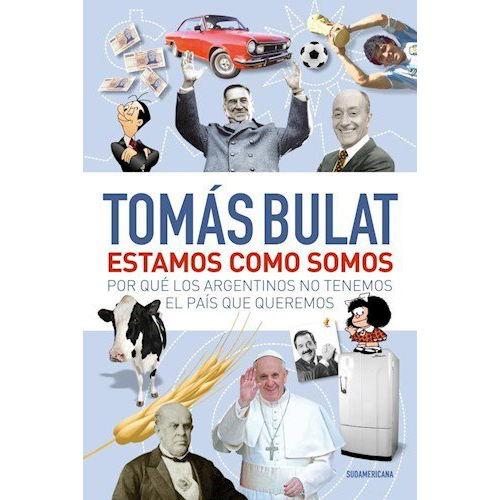 TOMÁS BULAT
ESTAMOS COMO SOMOS
POR QUÉ LOS ARGENTINOS NO TENEMOS
EL PAÍS QUE QUEREMOS
SUDAMERICANA